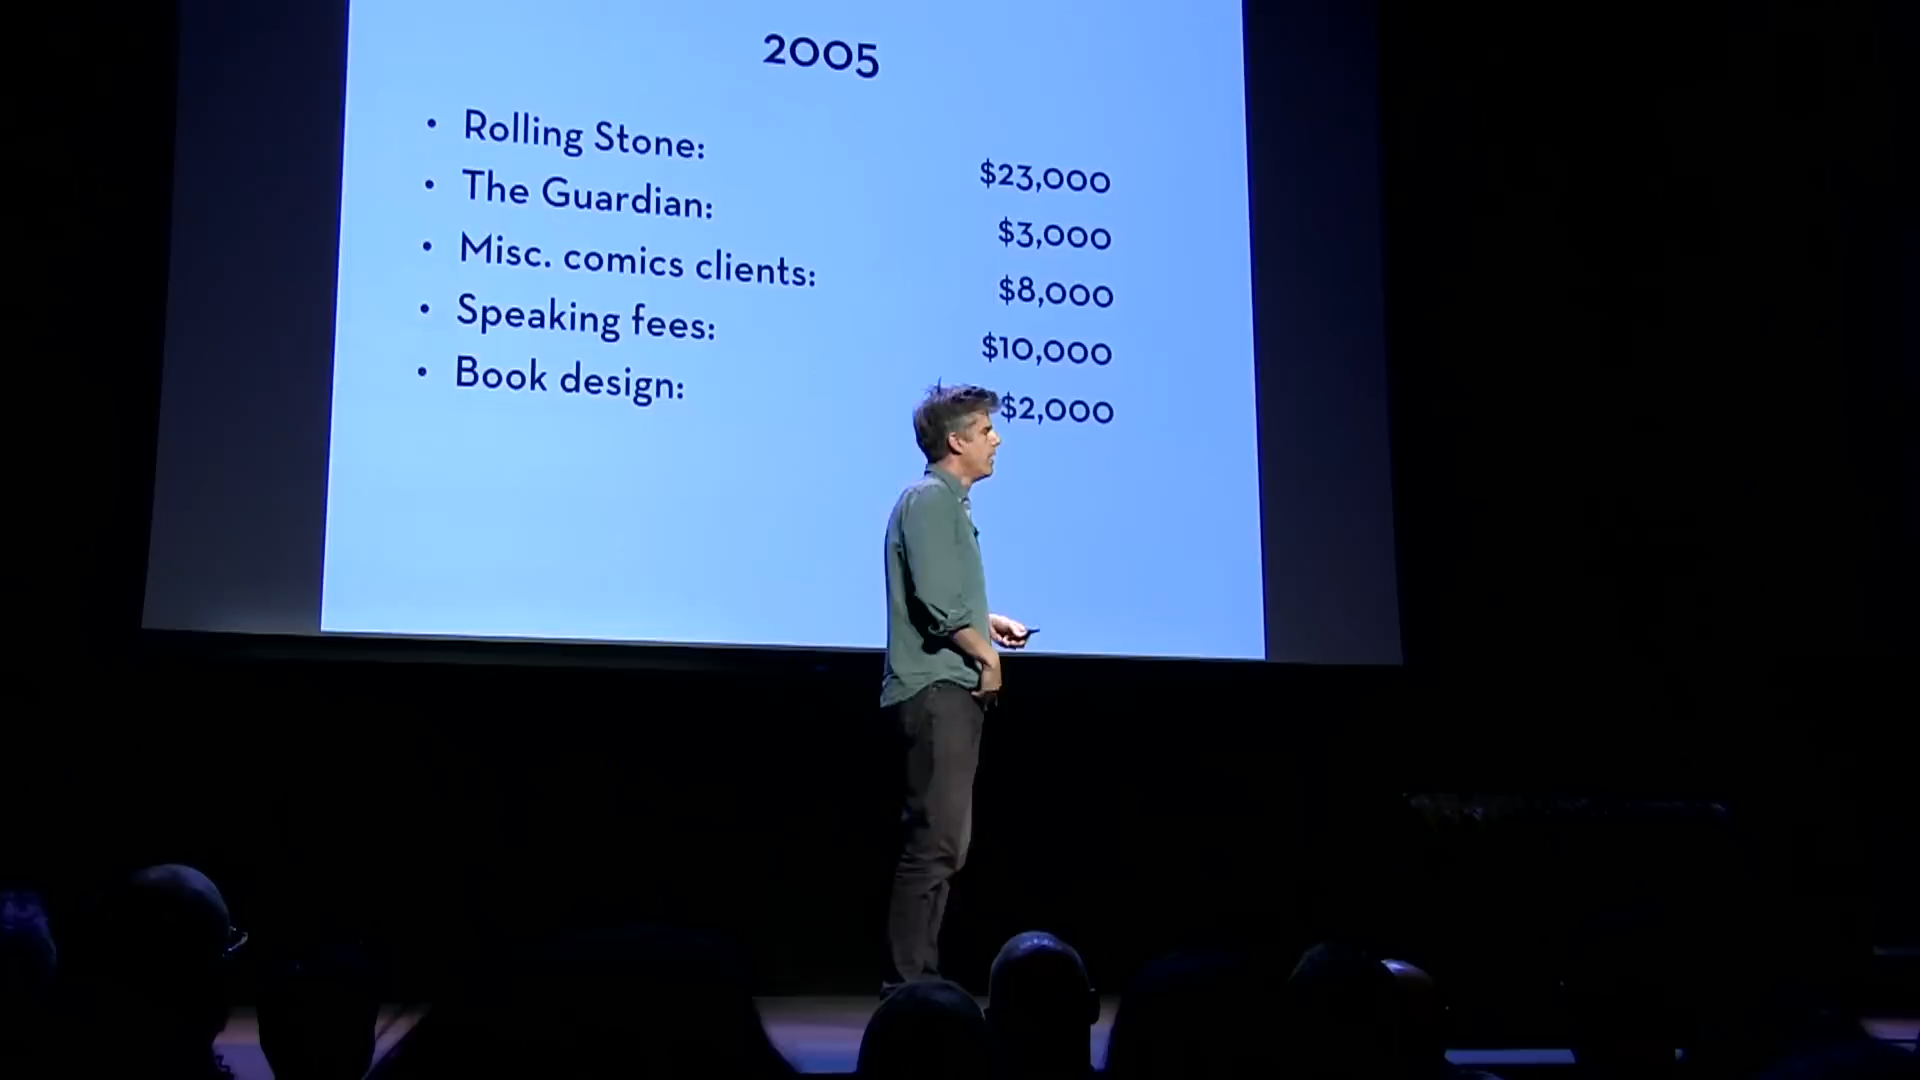 2005
• Rolling Stone: $23,000
• The Guardian: $3,000
• Misc. comics clients: $8,000
• Speaking fees: $10,000
• Book design: $2,000